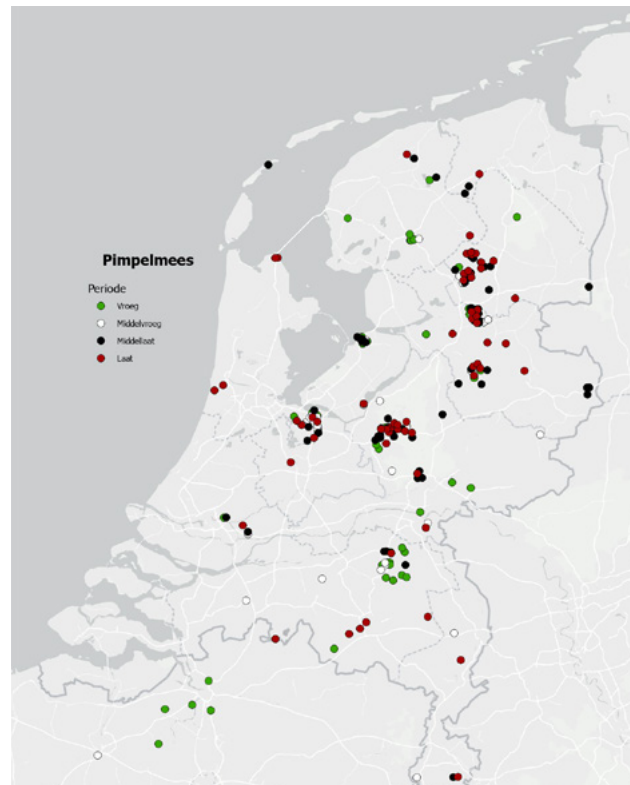 Pimpelmees
Periode
Vroeg
Middelvroeg
Middellaat
Laat